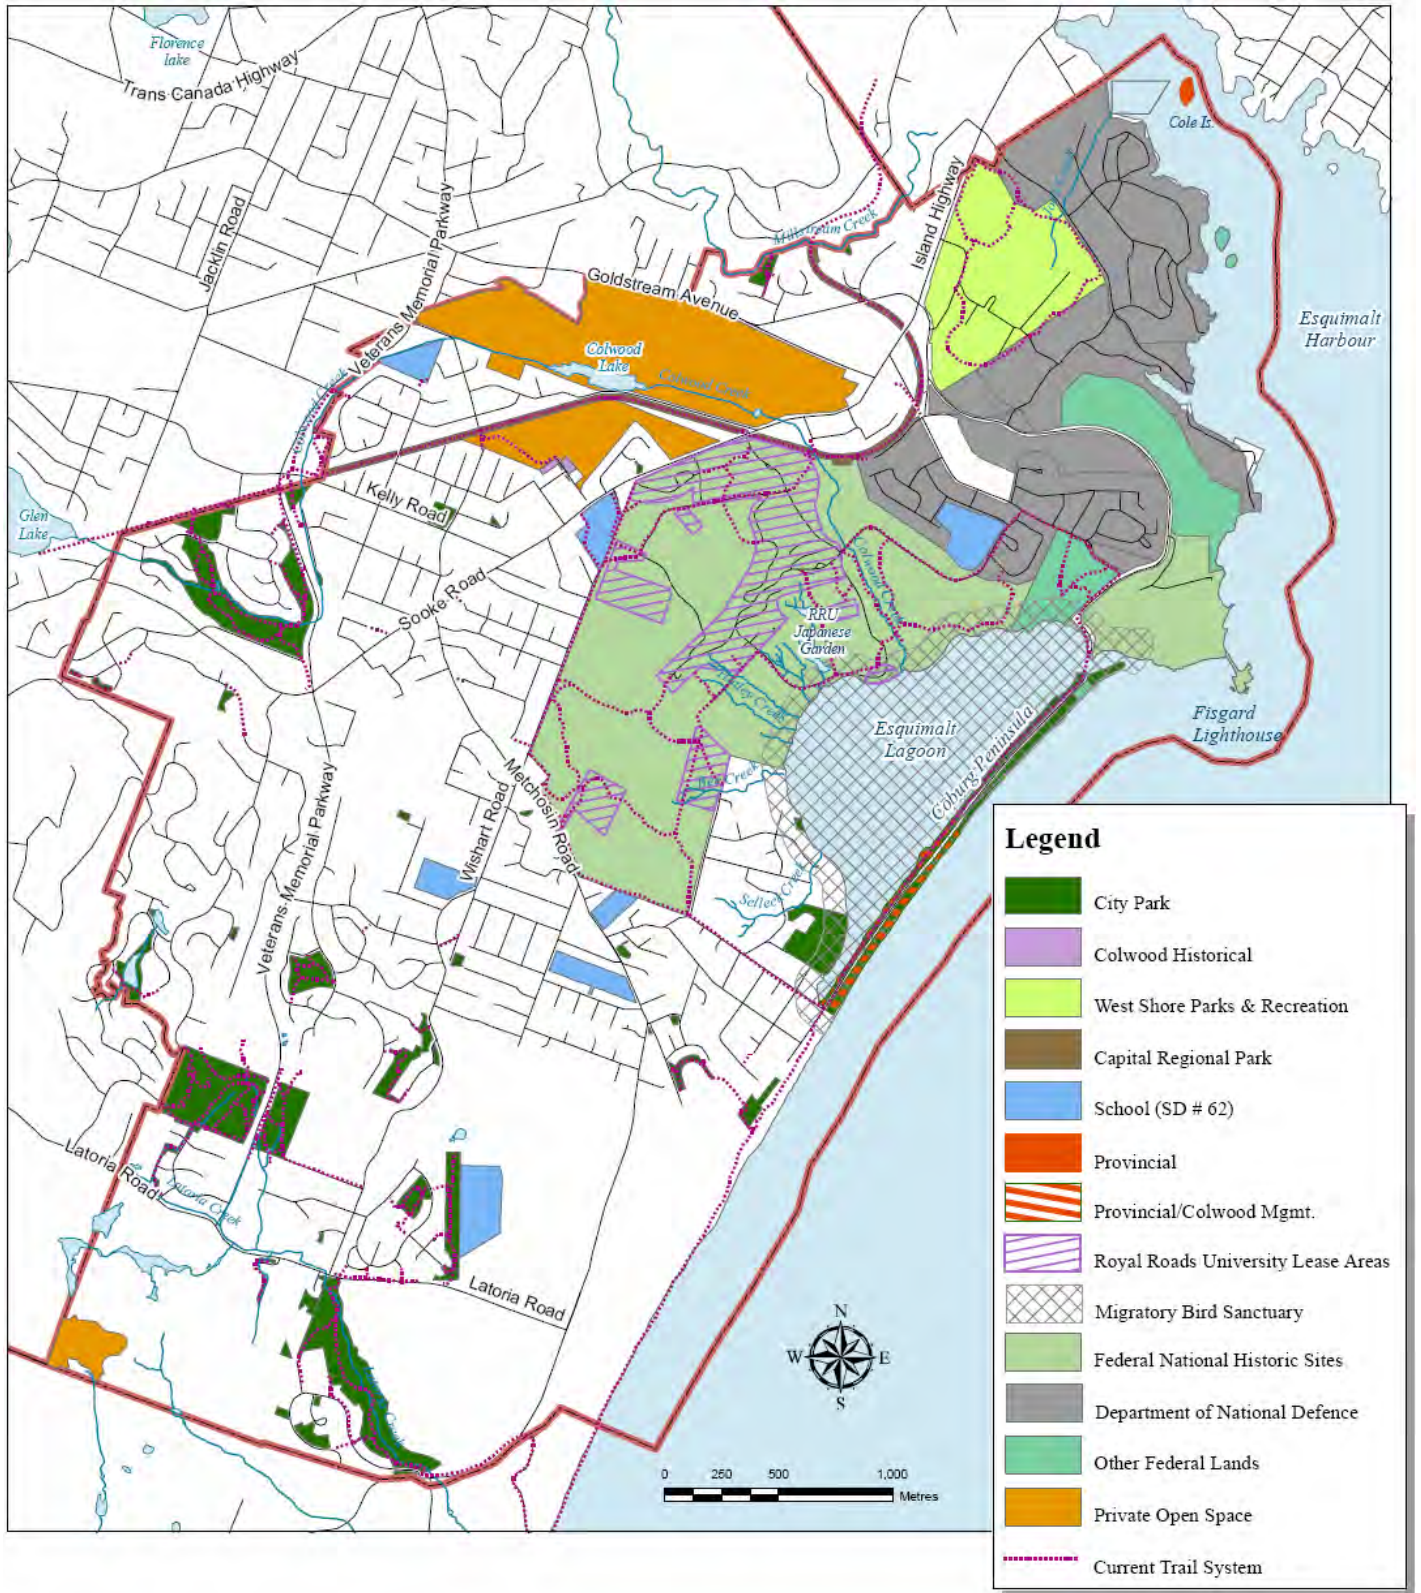 Florence
lake
Trans Canada Highway
Cole Is.
Jacklin Road
Veterans Memorial Parkway
Island Highway
Millstream Creek
Goldstream Avenue
Esquimalt
Harbour
Colwood
Lake
Colwood Creek
Glen
Lake
Kelly Road
Sooke Road
RRU
Japanese
Garden
Esquimalt
Lagoon
Coburg Peninsula
Fisgard
Lighthouse
Metchosin Road
Wishart Road
Bee Creek
Selleck Creek
Veterans Memorial Parkway
Latoria Road
Latoria Creek
Latoria Road
N
W E
S
0 250 500 1,000
Metres
Legend
City Park
Colwood Historical
West Shore Parks & Recreation
Capital Regional Park
School (SD # 62)
Provincial
Provincial/Colwood Mgmt.
Royal Roads University Lease Areas
Migratory Bird Sanctuary
Federal National Historic Sites
Department of National Defence
Other Federal Lands
Private Open Space
Current Trail System